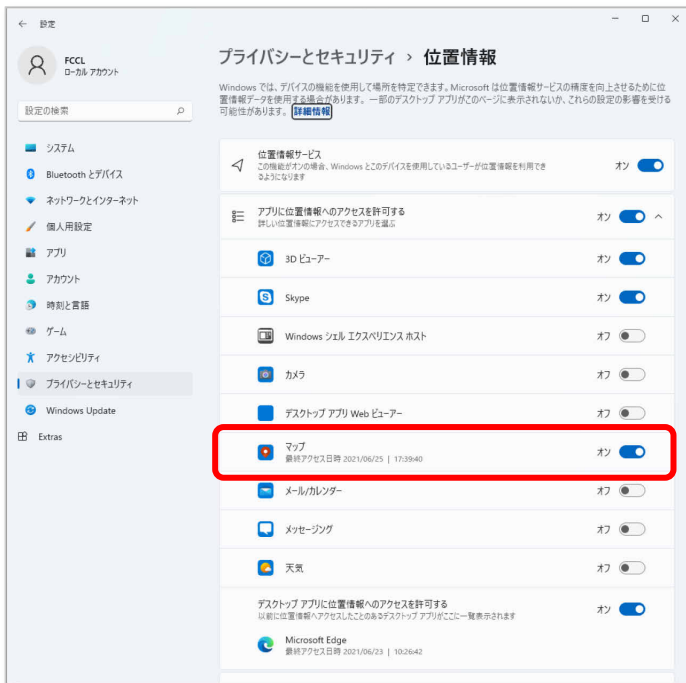 ← 設定
FCCL
ローカル アカウント
設定の検索
システム
Bluetooth とデバイス
ネットワークとインターネット
個人用設定
アプリ
アカウント
時刻と言語
ゲーム
アクセシビリティ
プライバシーとセキュリティ
Windows Update
Extras
プライバシーとセキュリティ › 位置情報
Windows では、デバイスの機能を使用して場所を特定できます。Microsoft は位置情報サービスの精度を向上させるために位
置情報データを使用する場合があります。 一部のデスクトップ アプリがこのページに表示されないか、これらの設定の影響を受ける
可能性があります。 詳細情報
位置情報サービス
この機能がオンの場合、Windows とこのデバイスを使用しているユーザーが位置情報を利用でき
るようになります
オン
アプリに位置情報へのアクセスを許可する
詳しい位置情報にアクセスできるアプリを選ぶ
オン
3D ビューアー オン
Skype オン
Windows シェル エクスペリエンス ホスト オフ
カメラ オフ
デスクトップ アプリ Web ビューアー オフ
マップ
最終アクセス日時 2021/06/25 | 17:39:40
オン
メール/カレンダー オフ
メッセージング オフ
天気 オフ
デスクトップ アプリに位置情報へのアクセスを許可する
以前に位置情報へアクセスしたことのあるデスクトップ アプリがここに一覧表示されます
オン
Microsoft Edge
最終アクセス日時 2021/06/23 | 10:26:42